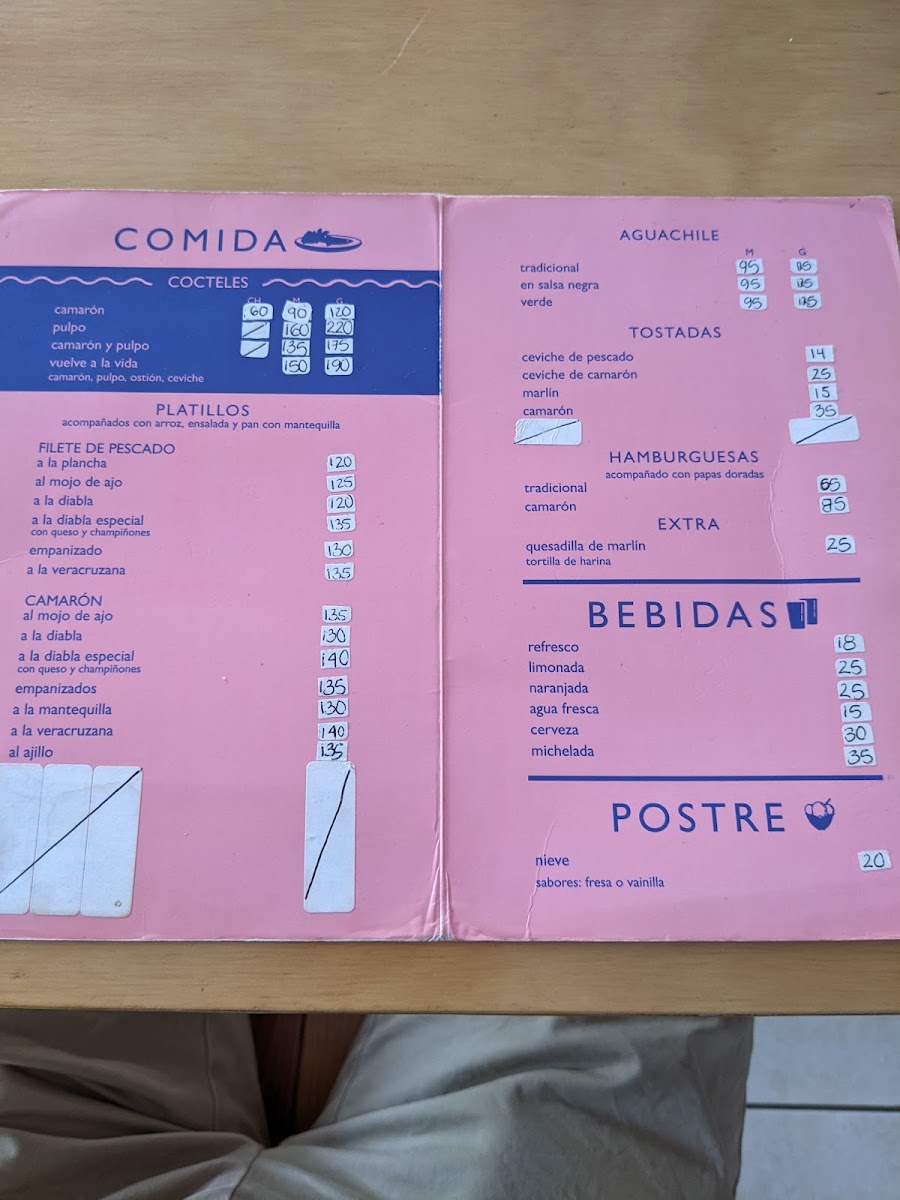 COMIDA
COCTELES
CH M G
camarón 60 90 120
pulpo 160 220
camarón y pulpo 135 175
vuelve a la vida 150 190
camarón, pulpo, ostión, ceviche
PLATILLOS
acompañados con arroz, ensalada y pan con mantequilla
FILETE DE PESCADO
a la plancha 120
al mojo de ajo 125
a la diabla 120
a la diabla especial 135
con queso y champiñones
empanizado 130
a la veracruzana 135
CAMARÓN
al mojo de ajo 135
a la diabla 130
a la diabla especial 140
con queso y champiñones
empanizados 135
a la mantequilla 130
a la veracruzana 140
al ajillo 135
AGUACHILE
M G
tradicional 95
en salsa negra 95
verde 95
TOSTADAS
ceviche de pescado 14
ceviche de camarón 25
marlín 15
camarón 35
HAMBURGUESAS
acompañado con papas doradas
tradicional 65
camarón
EXTRA
quesadilla de marlín 25
tortilla de harina
BEBIDAS
refresco 18
limonada 25
naranjada 25
agua fresca 15
cerveza 30
michelada 35
POSTRE
nieve 20
sabores: fresa o vainilla